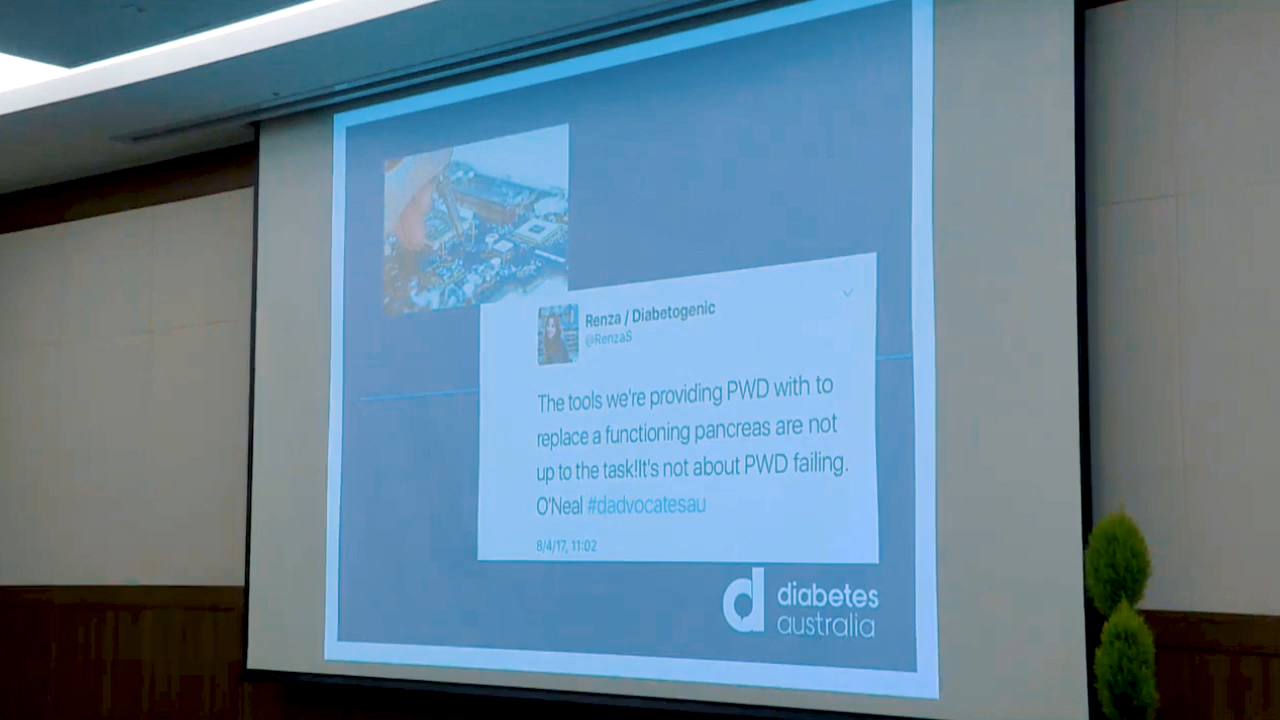 Renza / Diabetogenic
@RenzaS
The tools we're providing PWD with to
replace a functioning pancreas are not
up to the task!It's not about PWD failing.
O'Neal #dadvocatesau
8/4/17, 11:02
d diabetes
australia